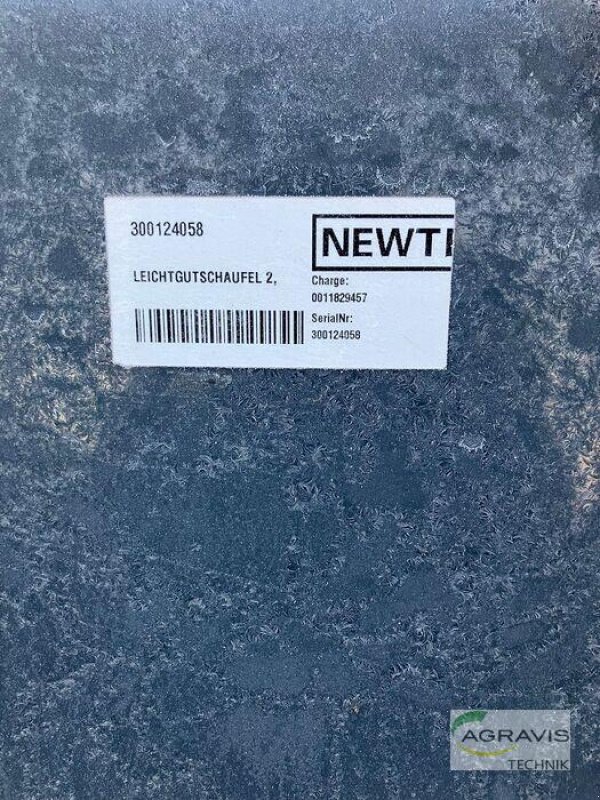 300124058
LEICHTGUTSCHAUFEL 2,
NEWT
Charge:
0011829457
SerialNr:
300124058
AGRAVIS
TECHNIK